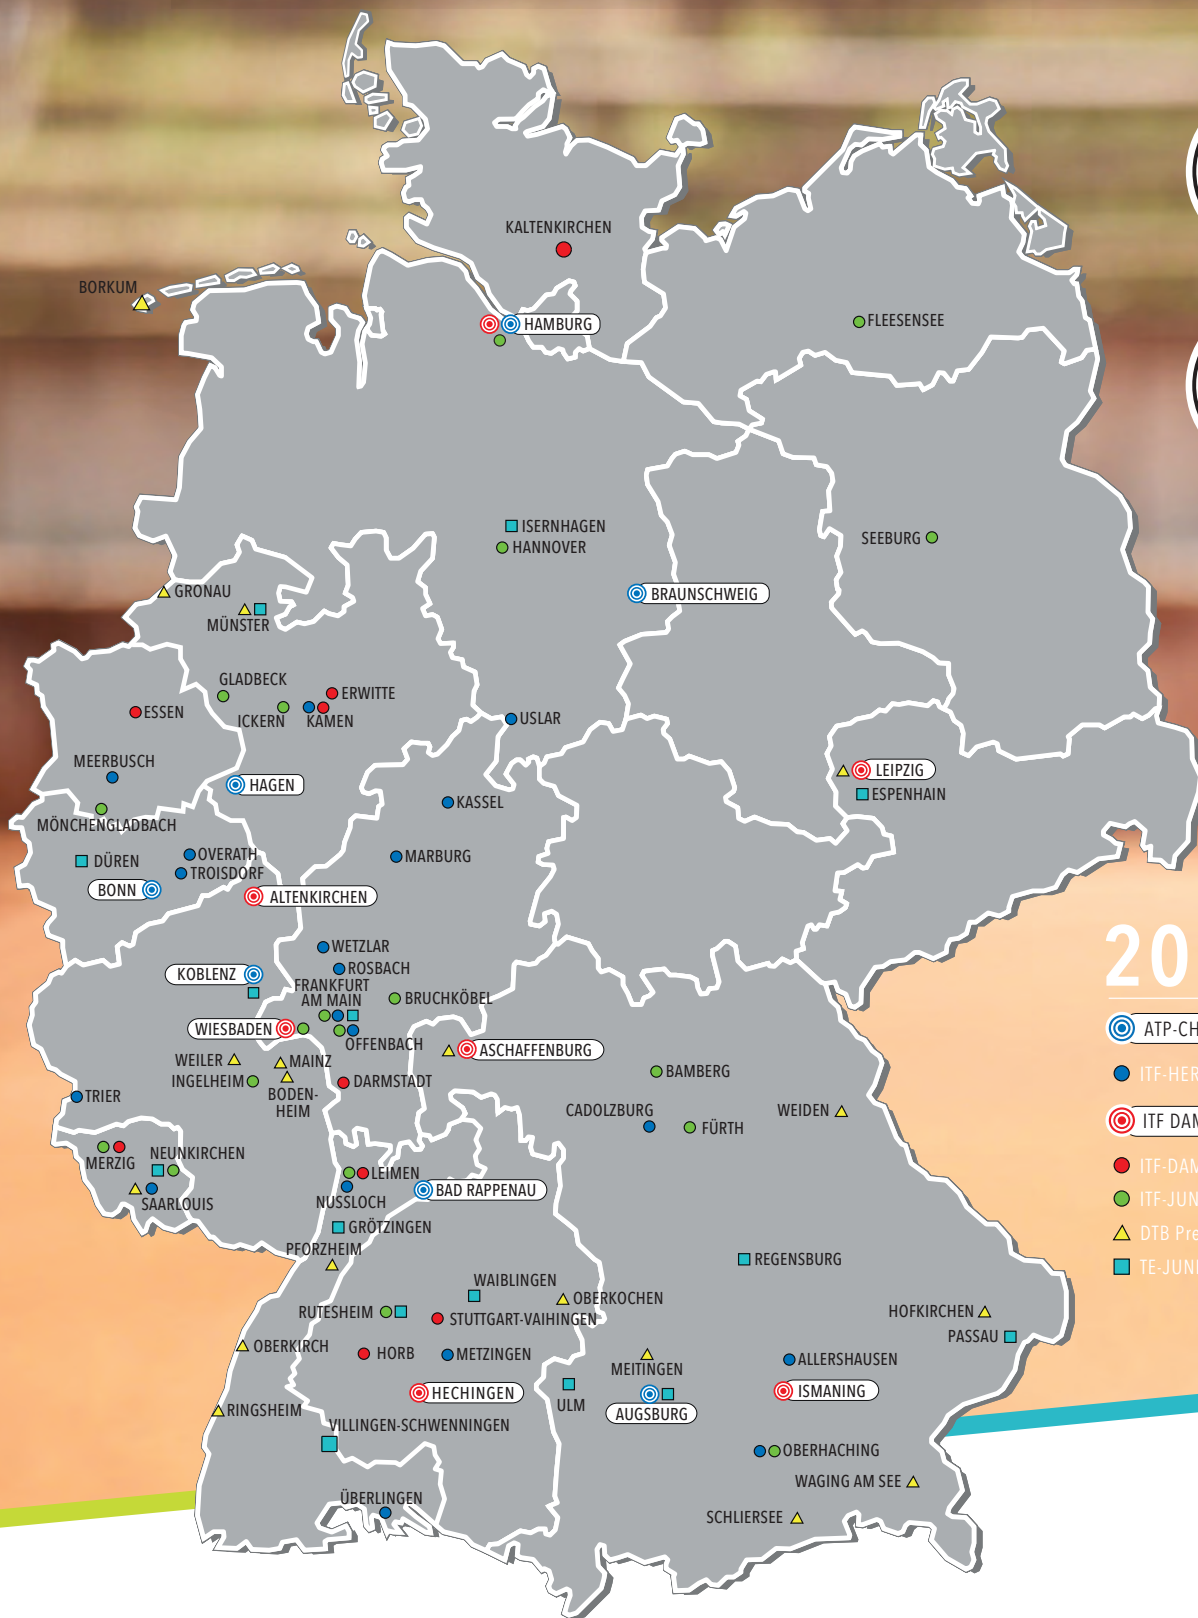 KALTENKIRCHEN
BORKUM
HAMBURG
FLEESENSEE
ISERNHAGEN
HANNOVER
SEEBURG
BRAUNSCHWEIG
GRONAU
MÜNSTER
GLADBECK
ERWITTE
ESSEN
ICKERN
KAMEN
USLAR
MEERBUSCH
HAGEN
LEIPZIG
ESPENHAIN
KASSEL
MÖNCHENGLADBACH
OVERATH
MARBURG
DÜREN
TROISDORF
BONN
ALTENKIRCHEN
WETZLAR
KOBLENZ
ROSBACH
FRANKFURT
AM MAIN
BRUCHKÖBEL
WIESBADEN
OFFENBACH
ASCHAFFENBURG
WEILER
MAINZ
INGELHEIM
DARMSTADT
BAMBERG
BODEN-
HEIM
TRIER
CADOLZBURG
WEIDEN
FÜRTH
MERZIG
NEUNKIRCHEN
LEIMEN
SAARLOUIS
NUSSLOCH
BAD RAPPENAU
GRÖTZINGEN
PFORZHEIM
REGENSBURG
WAIBLINGEN
OBERKOCHEN
RUTESHEIM
STUTTGART-VAIHINGEN
HOFKIRCHEN
PASSAU
OBERKIRCH
HORB
METZINGEN
MEITINGEN
ALLERSHAUSEN
HECHINGEN
ULM
ISMANING
RINGSHEIM
AUGSBURG
VILLINGEN-SCHWENNINGEN
OBERHACHING
WAGING AM SEE
ÜBERLINGEN
SCHLIERSEE
20
ATP-CH
ITF-HER
ITF DAM
ITF-DAM
ITF-JUN
DTB Pre
TE-JUN